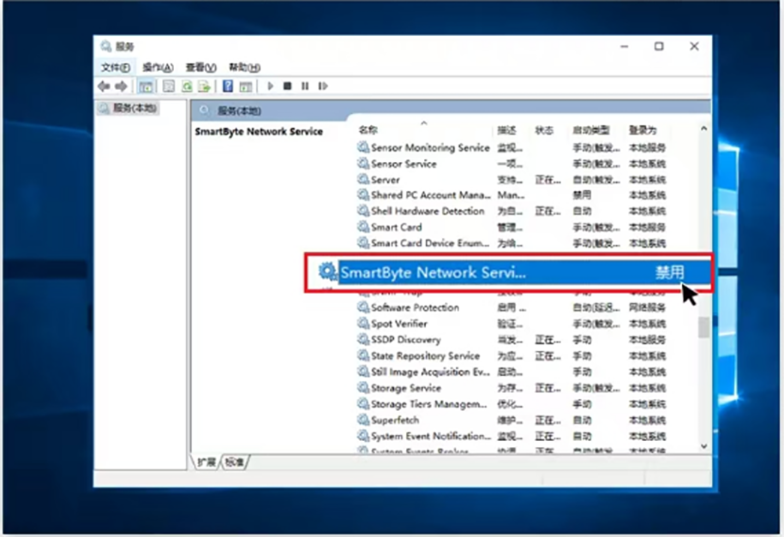 服务
文件(F) 操作(A) 查看(V) 帮助(H)
服务(本地)
服务(本地)
SmartByte Network Service
名称 描述 状态 启动类型 登录为
Sensor Monitoring Service 监视... 手动(触发... 本地服务
Sensor Service 一项... 手动(触发... 本地系统
Server 支持... 正在... 自动(触发... 本地系统
Shared PC Account Mana... Man... 禁用 本地系统
Shell Hardware Detection 为自... 正在... 自动 本地系统
Smart Card 管理... 手动(触发... 本地服务
Smart Card Device Enum... 为给... 手动(触发... 本地系统
SmartByte Network Servi... 禁用
Software Protection 启用 ... 自动(延迟... 网络服务
Spot Verifier 验证... 手动(触发... 本地系统
SSDP Discovery 当发... 正在... 手动 本地服务
State Repository Service 为应... 正在... 手动 本地系统
Still Image Acquisition Ev... 启动... 手动 本地系统
Storage Service 为存... 正在... 手动(触发... 本地系统
Storage Tiers Managem... 优化... 手动 本地系统
Superfetch 维护... 正在... 自动 本地系统
System Event Notification... 监视... 正在... 自动 本地系统
System Events Broker
扩展 标准